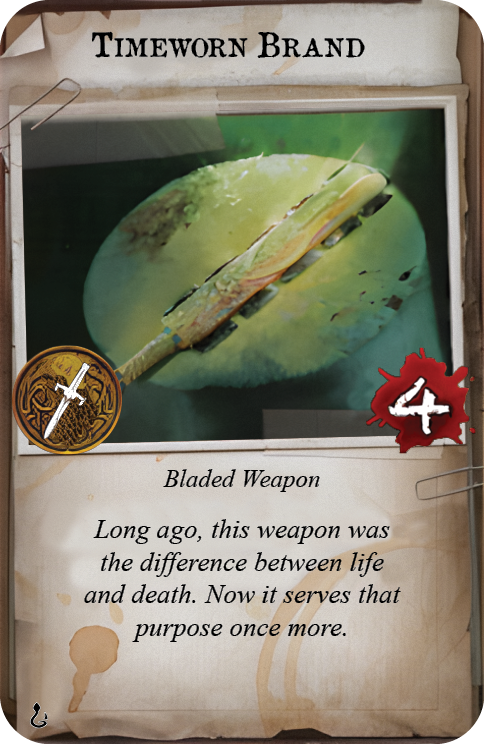 Timeworn Brand
4
Bladed Weapon
Long ago, this weapon was
the difference between life
and death. Now it serves that
purpose once more.